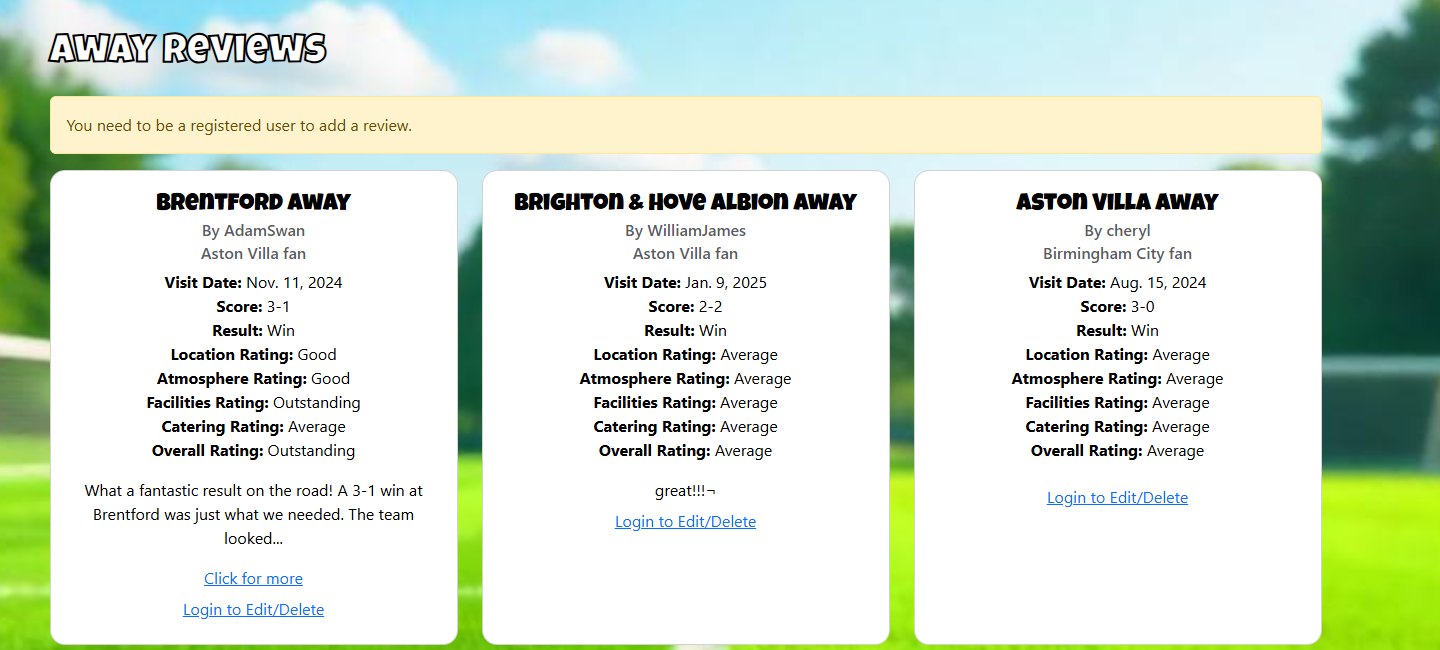 Away Reviews
You need to be a registered user to add a review.
Brentford Away
By AdamSwan
Aston Villa fan
Visit Date: Nov. 11, 2024
Score: 3-1
Result: Win
Location Rating: Good
Atmosphere Rating: Good
Facilities Rating: Outstanding
Catering Rating: Average
Overall Rating: Outstanding
What a fantastic result on the road! A 3-1 win at
Brentford was just what we needed. The team
looked...
Click for more
Login to Edit/Delete
Brighton & Hove Albion Away
By WilliamJames
Aston Villa fan
Visit Date: Jan. 9, 2025
Score: 2-2
Result: Win
Location Rating: Average
Atmosphere Rating: Average
Facilities Rating: Average
Catering Rating: Average
Overall Rating: Average
great!!!¬
Login to Edit/Delete
Aston Villa Away
By cheryl
Birmingham City fan
Visit Date: Aug. 15, 2024
Score: 3-0
Result: Win
Location Rating: Average
Atmosphere Rating: Average
Facilities Rating: Average
Catering Rating: Average
Overall Rating: Average
Login to Edit/Delete